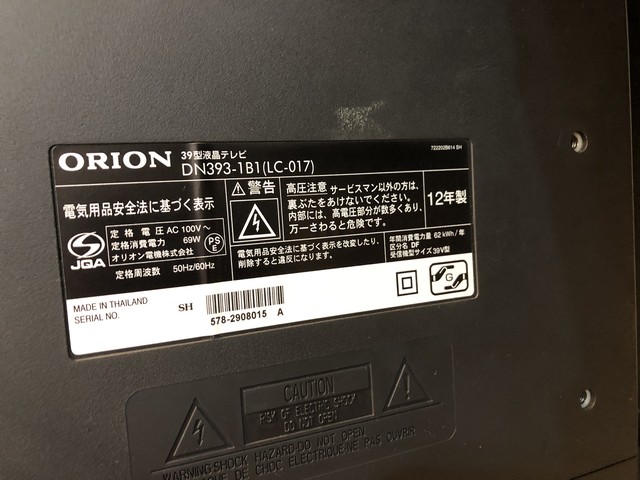 722202B614 SH
ORION 39型液晶テレビ
DN393-1B1(LC-017)
電気用品安全法に基づく表示
定格電圧 AC 100V～
定格消費電力 69W
オリオン電機株式会社
定格周波数 50Hz/60Hz
JQA
PSE
警告
高圧注意 サービスマン以外の方は、
裏ぶたをあけないでください。
内部には、高電圧部分が数多くあり、
万一さわると危険です。
電気用品安全法に基づく表示を改変したり、
削除すると違反になります。
12年製
年間消費電力量 62 kWh/年
区分名 DF
受信機型サイズ 39V型
G
MADE IN THAILAND
SERIAL NO.
SH
578-2908015 A
CAUTION
RISK OF ELECTRIC SHOCK
DO NOT OPEN
WARNING:SHOCK HAZARD-DO NOT OPEN
DE CHOC ELECTRIQUE-NE PAS OUVRIR